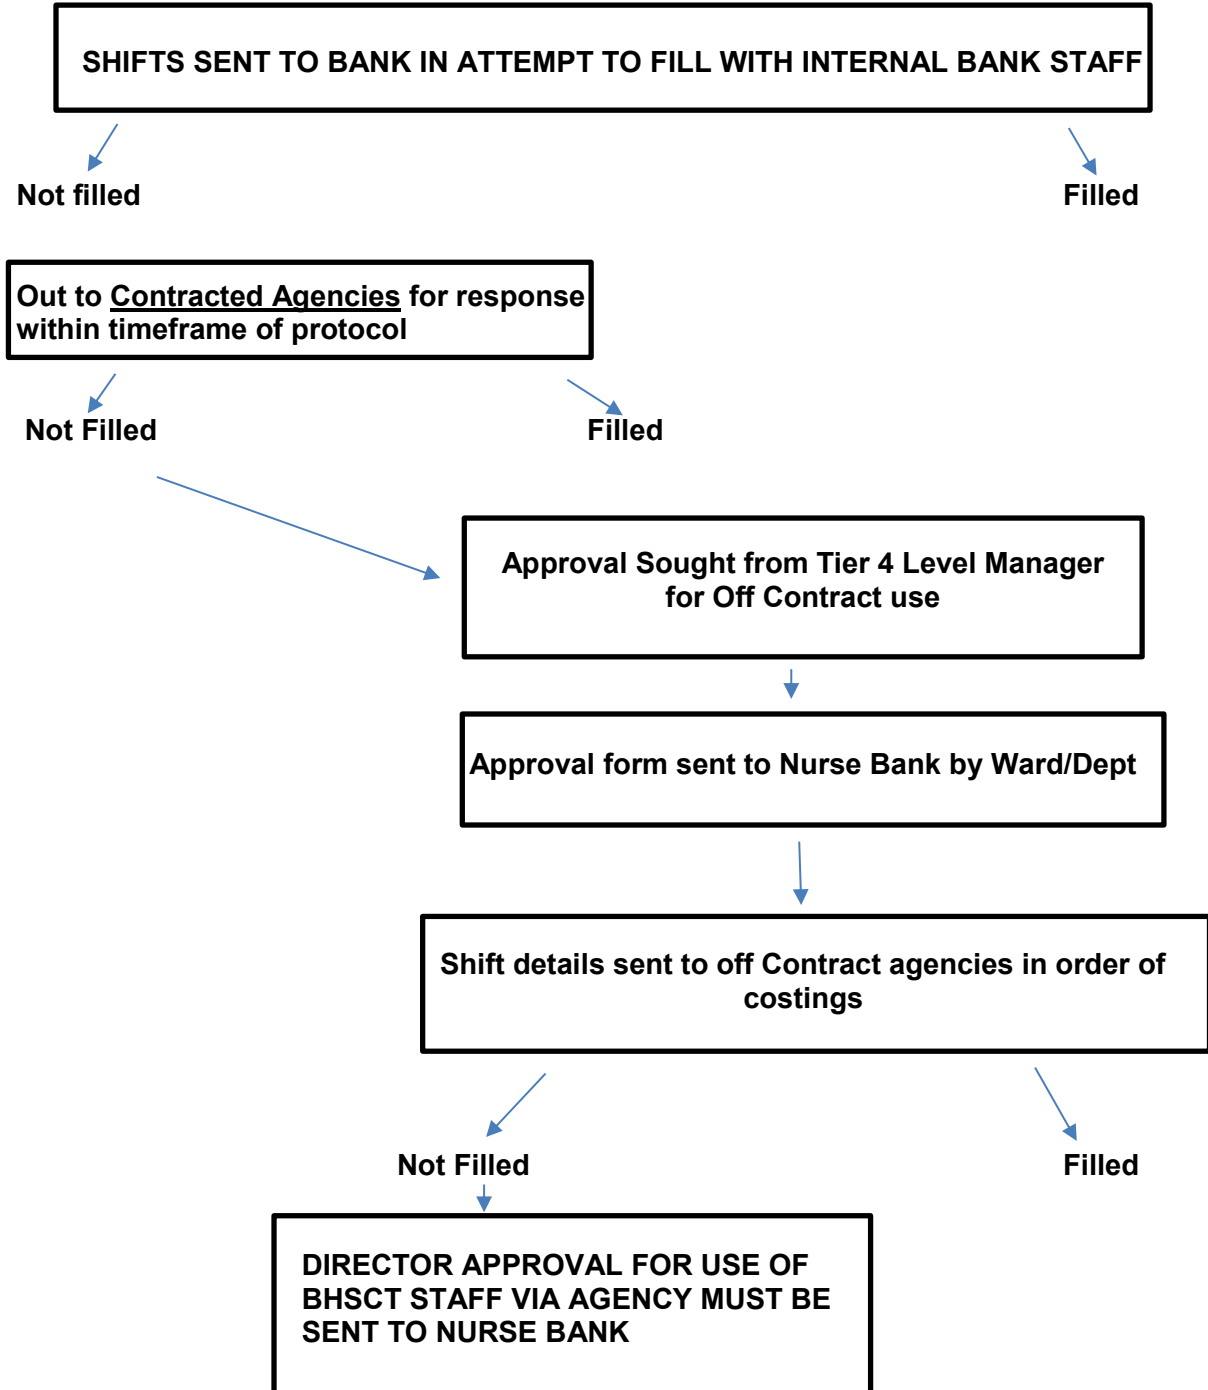 SHIFTS SENT TO BANK IN ATTEMPT TO FILL WITH INTERNAL BANK STAFF
Not filled
Filled
Out to Contracted Agencies for response
within timeframe of protocol
Not Filled
Filled
Approval Sought from Tier 4 Level Manager
for Off Contract use
Approval form sent to Nurse Bank by Ward/Dept
Shift details sent to off Contract agencies in order of
costings
Not Filled
Filled
DIRECTOR APPROVAL FOR USE OF
BHSCT STAFF VIA AGENCY MUST BE
SENT TO NURSE BANK